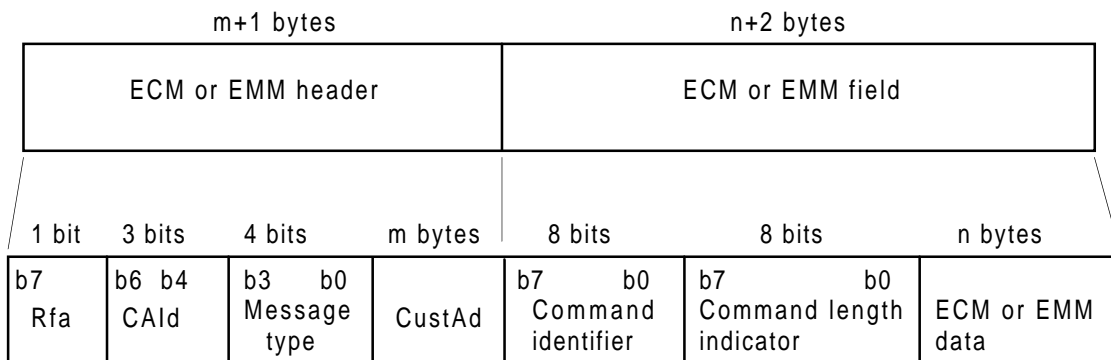 m+1 bytes n+2 bytes
ECM or EMM header ECM or EMM field
1 bit 3 bits 4 bits m bytes 8 bits 8 bits n bytes
b7 b6 b4 b3 b0 b7 b0 b7 b0
Rfa CAId Message type CustAd Command identifier Command length indicator ECM or EMM data